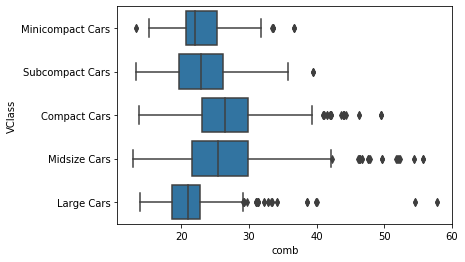 Minicompact Cars
Subcompact Cars
Compact Cars
Midsize Cars
Large Cars
VClass
20 30 40 50 60
comb